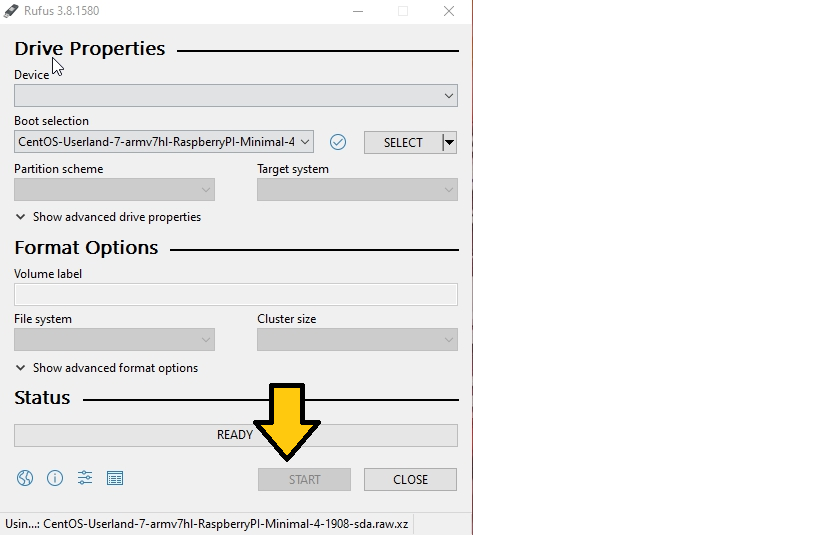 Rufus 3.8.1580
Drive Properties
Device
Boot selection
CentOS-Userland-7-armv7hl-RaspberryPI-Minimal-4
SELECT
Partition scheme
Target system
Show advanced drive properties
Format Options
Volume label
File system
Cluster size
Show advanced format options
Status
READY
START
CLOSE
Usin...: CentOS-Userland-7-armv7hl-RaspberryPI-Minimal-4-1908-sda.raw.xz